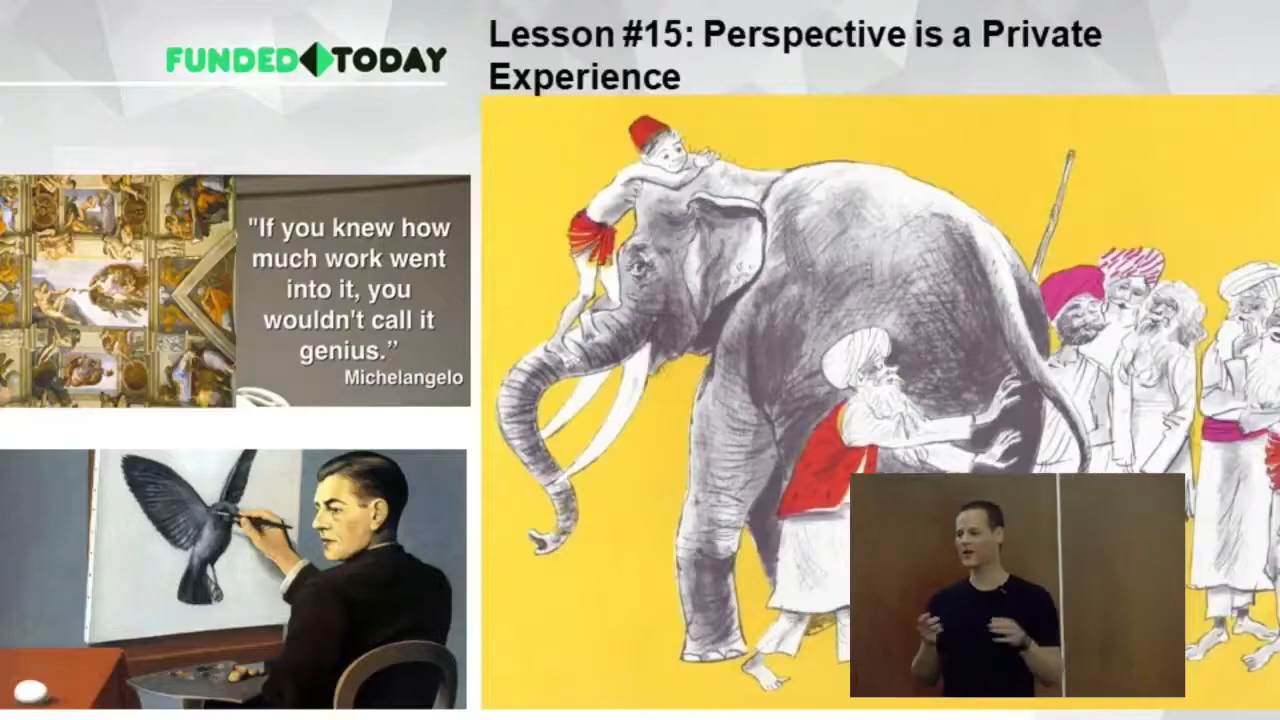 FUNDED TODAY
Lesson #15: Perspective is a Private
Experience
"If you knew how
much work went
into it, you
wouldn't call it
genius.”
Michelangelo